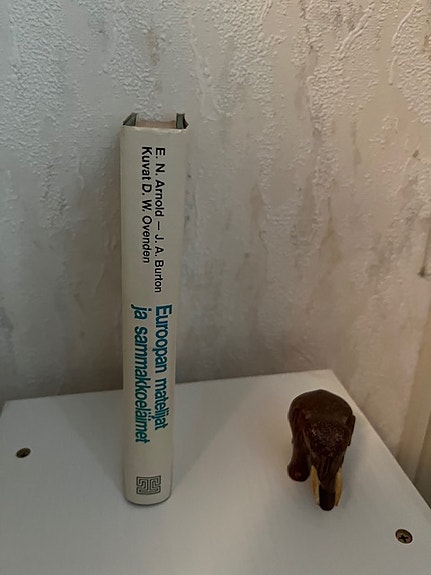 E. N. Arnold – J. A. Burton
Kuvat D. W. Ovenden
Euroopan matelijat
ja sammakkoeläimet